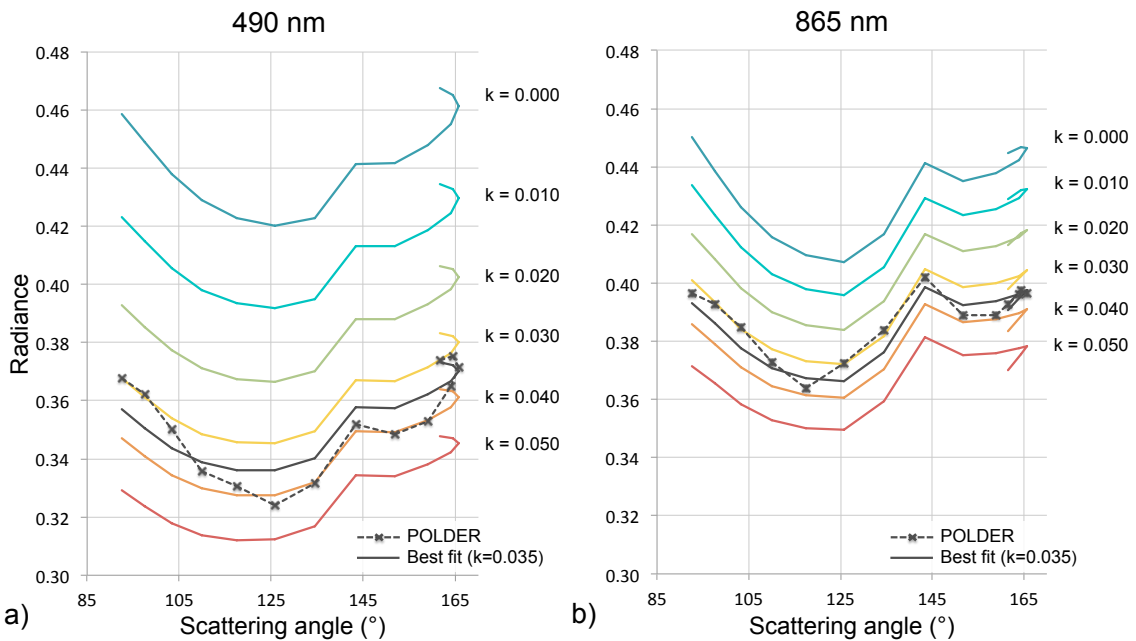 490 nm
Radiance
0.48
0.46
0.44
0.42
0.40
0.38
0.36
0.34
0.32
0.30
k = 0.000
k = 0.010
k = 0.020
k = 0.030
k = 0.040
k = 0.050
POLDER
Best fit (k=0.035)
85 105 125 145 165
a) Scattering angle (°)
865 nm
0.48
0.46
0.44
0.42
0.40
0.38
0.36
0.34
0.32
0.30
k = 0.000
k = 0.010
k = 0.020
k = 0.030
k = 0.040
k = 0.050
POLDER
Best fit (k=0.035)
85 105 125 145 165
b) Scattering angle (°)